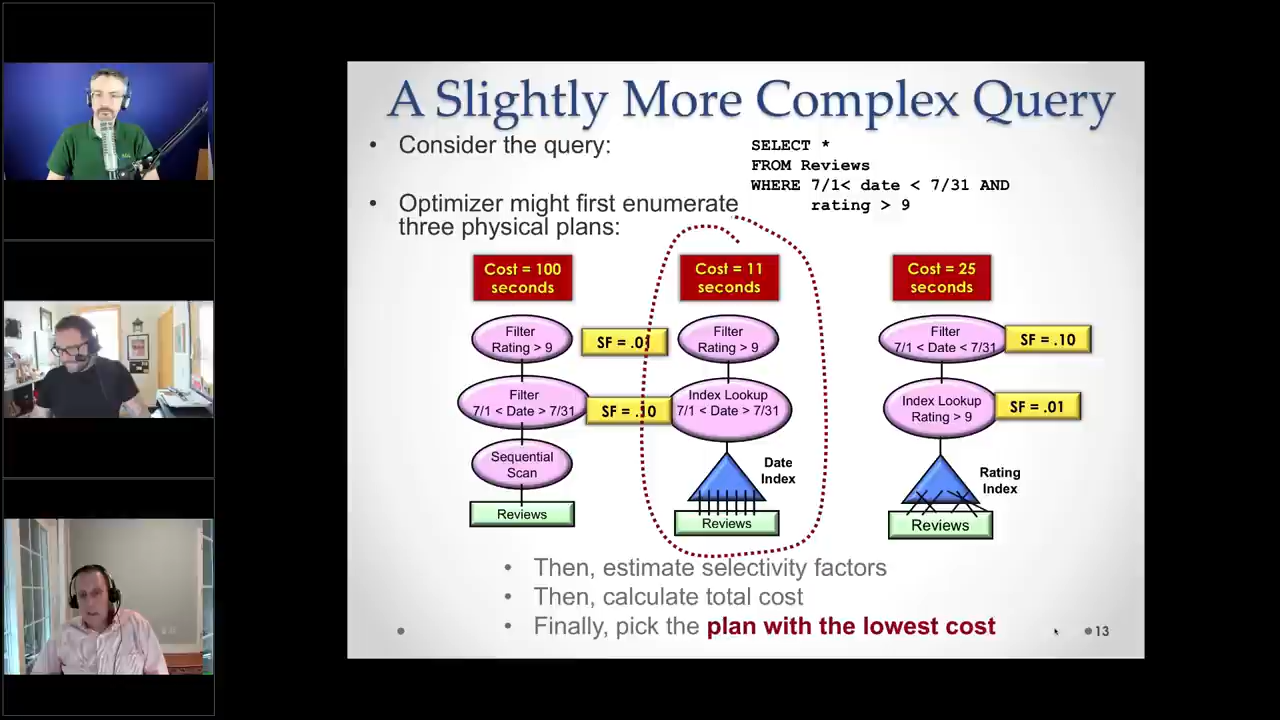 A Slightly More Complex Query
• Consider the query:
SELECT *
FROM Reviews
WHERE 7/1< date < 7/31 AND
rating > 9
• Optimizer might first enumerate
three physical plans:
Cost = 100
seconds
Filter
Rating > 9
SF = .01
Filter
7/1 < Date > 7/31
SF = .10
Sequential
Scan
Reviews
Cost = 11
seconds
Filter
Rating > 9
Index Lookup
7/1 < Date > 7/31
Date
Index
Reviews
Cost = 25
seconds
Filter
7/1 < Date < 7/31
SF = .10
Index Lookup
Rating > 9
SF = .01
Rating
Index
Reviews
• Then, estimate selectivity factors
• Then, calculate total cost
• Finally, pick the plan with the lowest cost
13